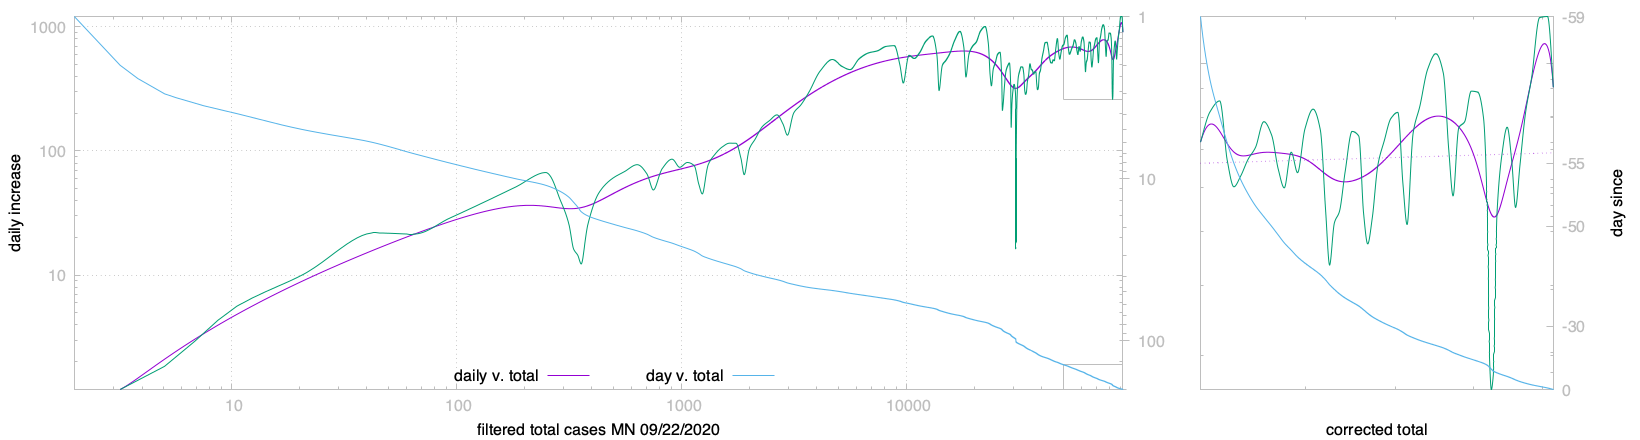 1000
100
10
daily increase
daily v. total
day v. total
10
100
1000
10000
filtered total cases MN 09/22/2020
1
10
100
-59
-55
-50
-30
0
day since
corrected total